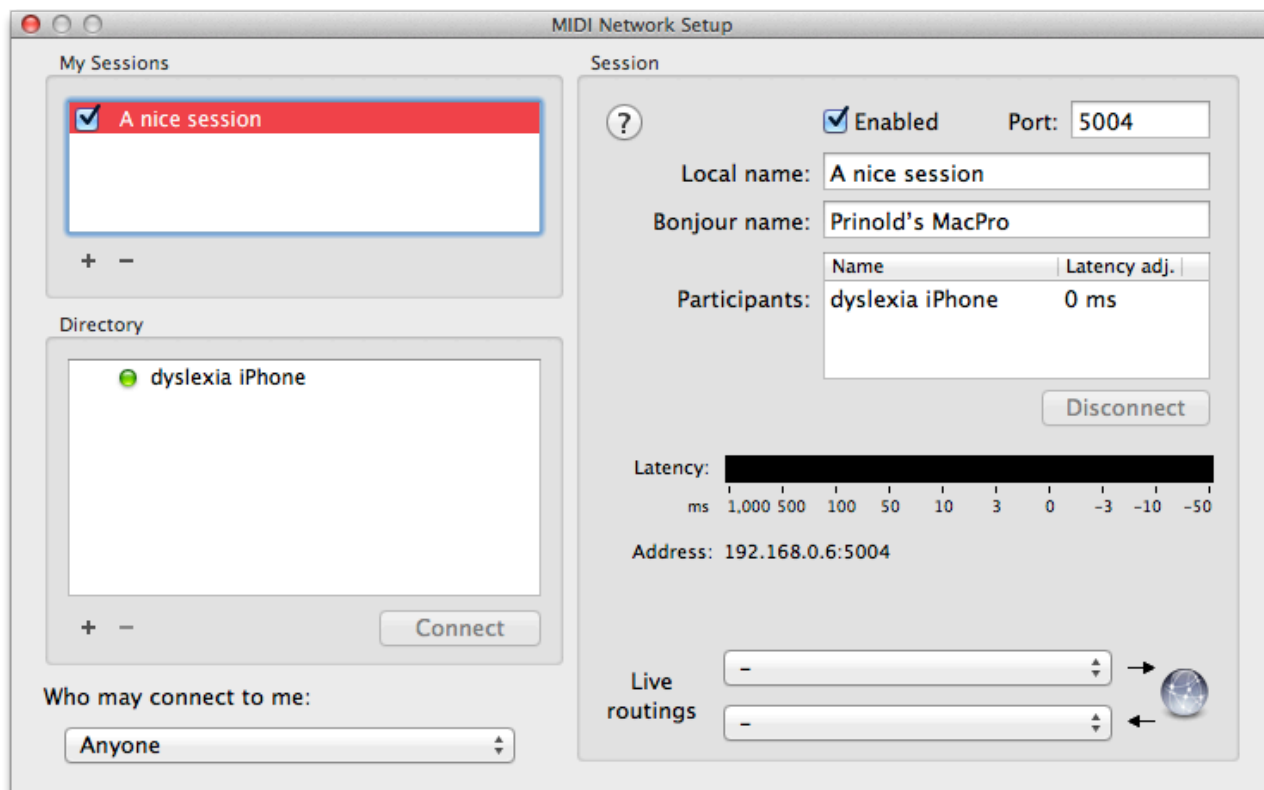 MIDI Network Setup
My Sessions
A nice session
+ −
Directory
dyslexia iPhone
+ −
Connect
Who may connect to me:
Anyone
Session
?
Enabled
Port: 5004
Local name: A nice session
Bonjour name: Prinold's MacPro
Name Latency adj.
Participants: dyslexia iPhone 0 ms
Disconnect
Latency:
ms 1,000 500 100 50 10 3 0 −3 −10 −50
Address: 192.168.0.6:5004
Live
routings
–
–